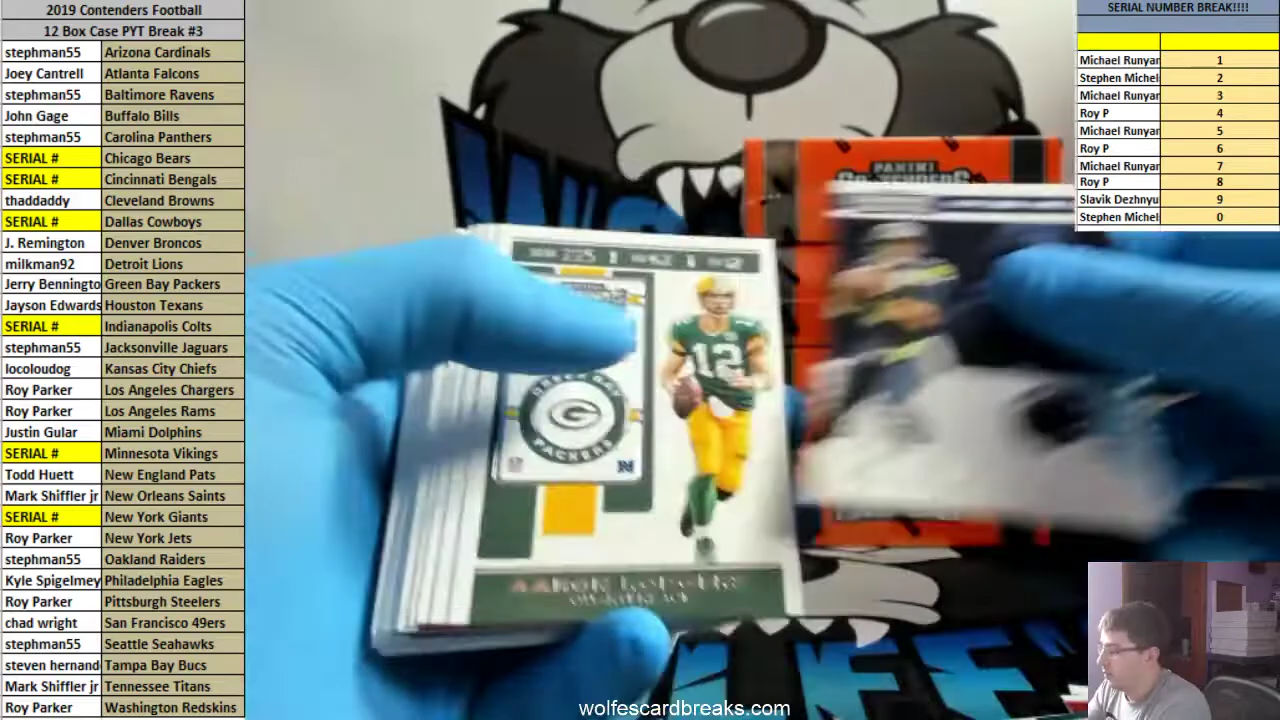 2019 Contenders Football
12 Box Case PYT Break #3
stephman55 Arizona Cardinals
Joey Cantrell Atlanta Falcons
stephman55 Baltimore Ravens
John Gage Buffalo Bills
stephman55 Carolina Panthers
SERIAL # Chicago Bears
SERIAL # Cincinnati Bengals
thaddaddy Cleveland Browns
SERIAL # Dallas Cowboys
J. Remington Denver Broncos
milkman92 Detroit Lions
Jerry Benningto Green Bay Packers
Jayson Edwards Houston Texans
SERIAL # Indianapolis Colts
stephman55 Jacksonville Jaguars
locoloudog Kansas City Chiefs
Roy Parker Los Angeles Chargers
Roy Parker Los Angeles Rams
Justin Gular Miami Dolphins
SERIAL # Minnesota Vikings
Todd Huett New England Pats
Mark Shiffler jr New Orleans Saints
SERIAL # New York Giants
Roy Parker New York Jets
stephman55 Oakland Raiders
Kyle Spigelmey Philadelphia Eagles
Roy Parker Pittsburgh Steelers
chad wright San Francisco 49ers
stephman55 Seattle Seahawks
steven hernand Tampa Bay Bucs
Mark Shiffler jr Tennessee Titans
Roy Parker Washington Redskins
SERIAL NUMBER BREAK!!!!
Michael Runyan 1
Stephen Michel 2
Michael Runyan 3
Roy P 4
Michael Runyan 5
Roy P 6
Michael Runyan 7
Roy P 8
Slavik Dezhnyu 9
Stephen Michel 0
PANINI
CONTENDERS
12
GREEN BAY
G
PACKERS
AARON RODGERS
QUARTERBACK
wolfescardbreaks.com